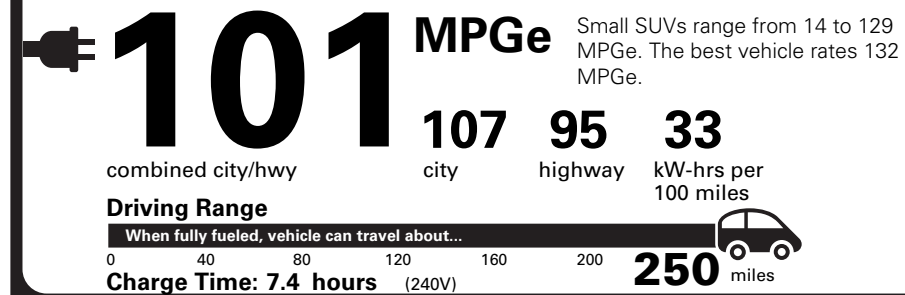 101 MPGe
Small SUVs range from 14 to 129
MPGe. The best vehicle rates 132
MPGe.
combined city/hwy
107 95 33
city highway kW-hrs per
100 miles
Driving Range
When fully fueled, vehicle can travel about...
0 40 80 120 160 200 250 miles
Charge Time: 7.4 hours (240V)